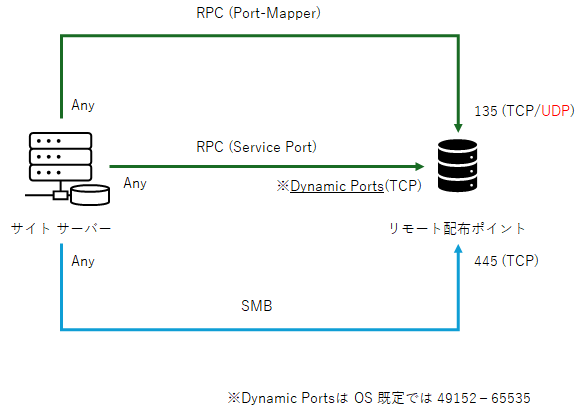 RPC (Port-Mapper)
Any
135 (TCP/UDP)
RPC (Service Port)
Any
※Dynamic Ports(TCP)
サイト サーバー
リモート配布ポイント
Any
445 (TCP)
SMB
※Dynamic Portsは OS 既定では 49152－65535